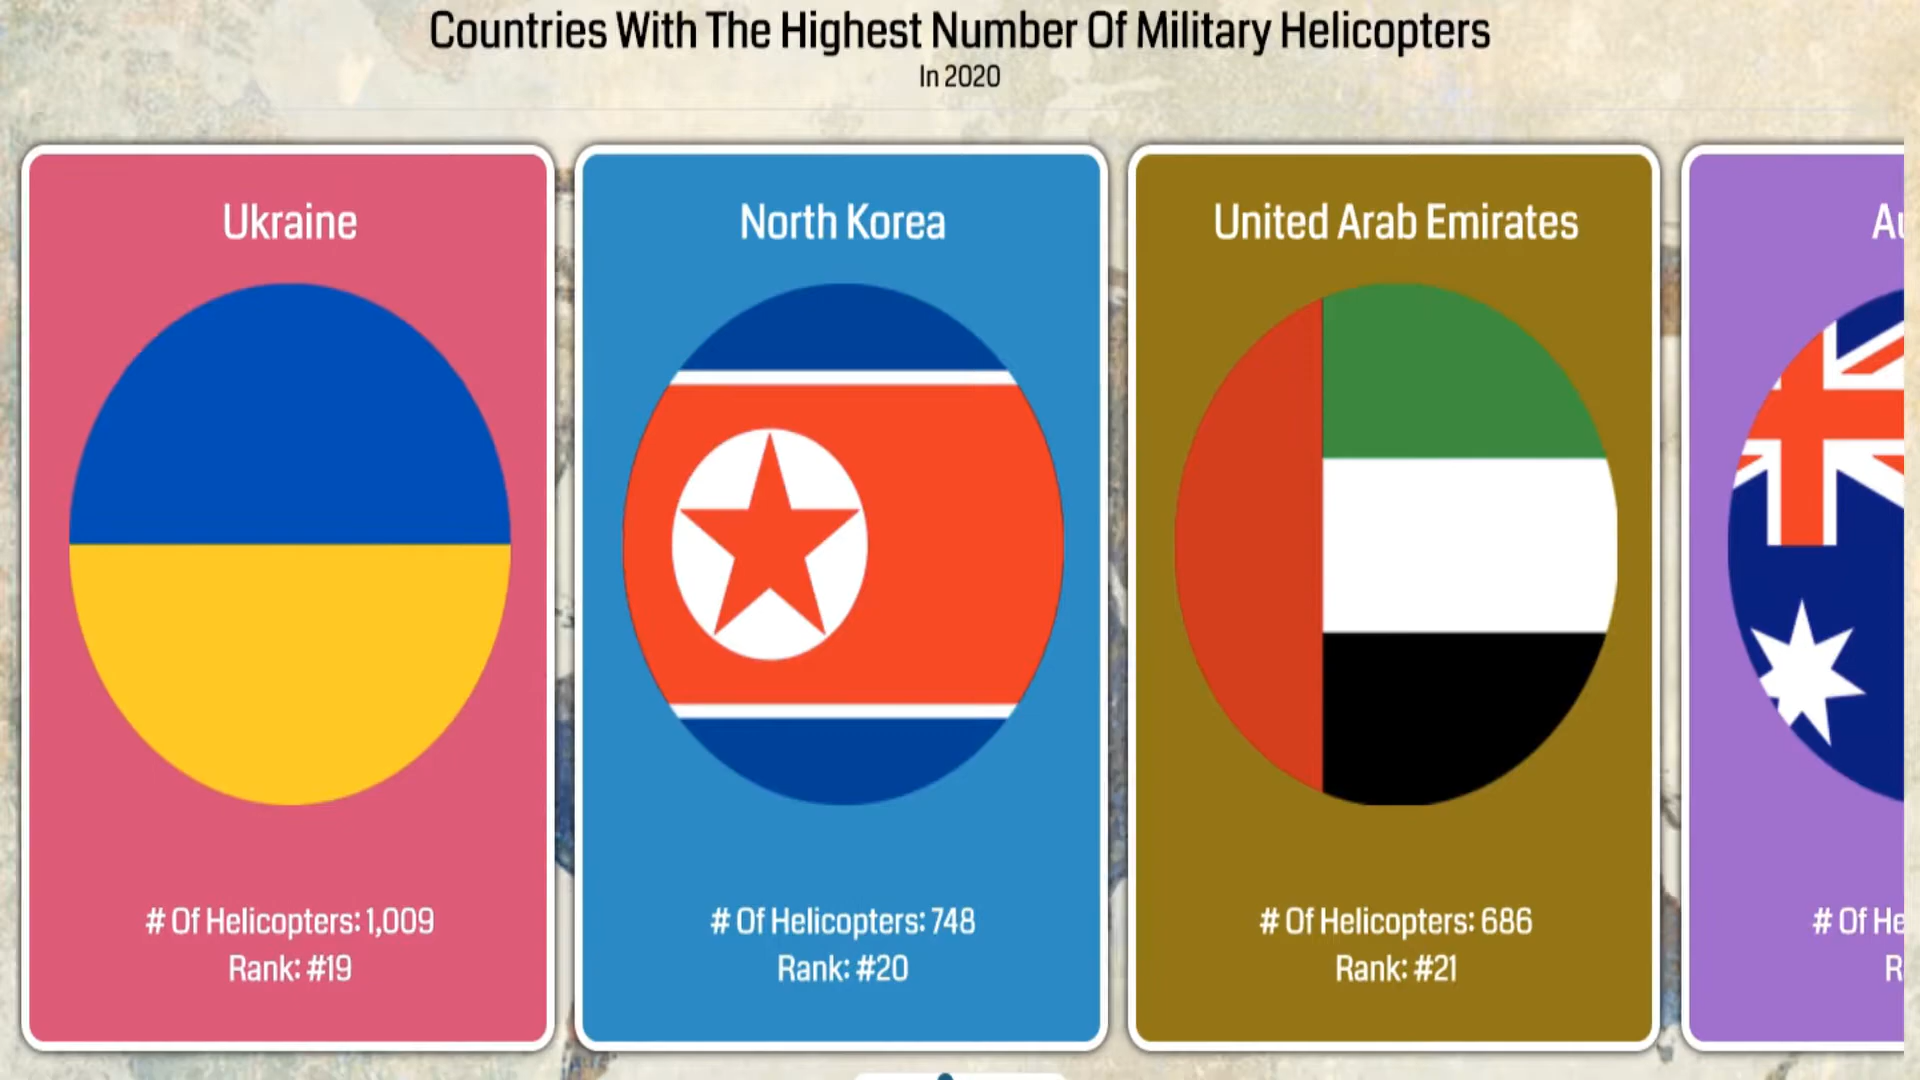 Countries With The Highest Number Of Military Helicopters
In 2020
Ukraine
# Of Helicopters: 1,009
Rank: #19
North Korea
# Of Helicopters: 748
Rank: #20
United Arab Emirates
# Of Helicopters: 686
Rank: #21
# Of